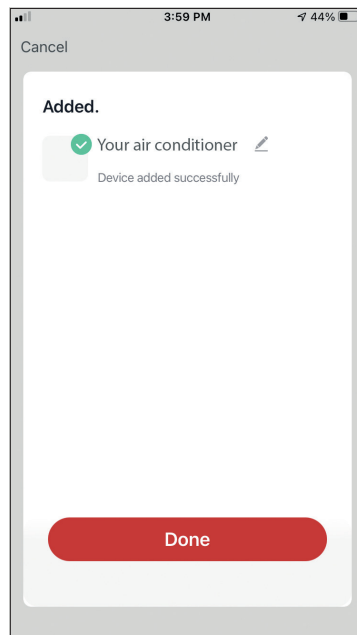 3:59 PM
44%
Cancel
Added.
Your air conditioner
Device added successfully
Done